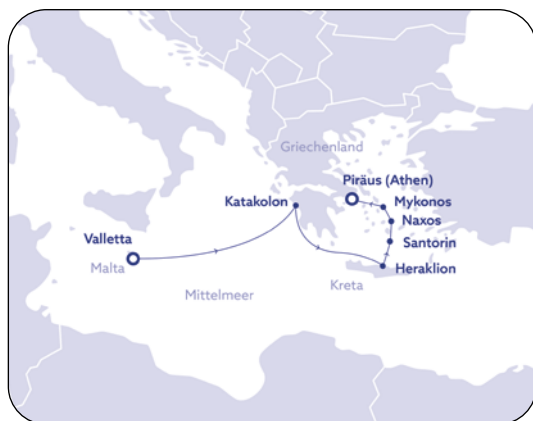 Griechenland
Piräus (Athen)
Katakolon
Mykonos
Naxos
Valletta
Santorin
Malta
Heraklion
Kreta
Mittelmeer